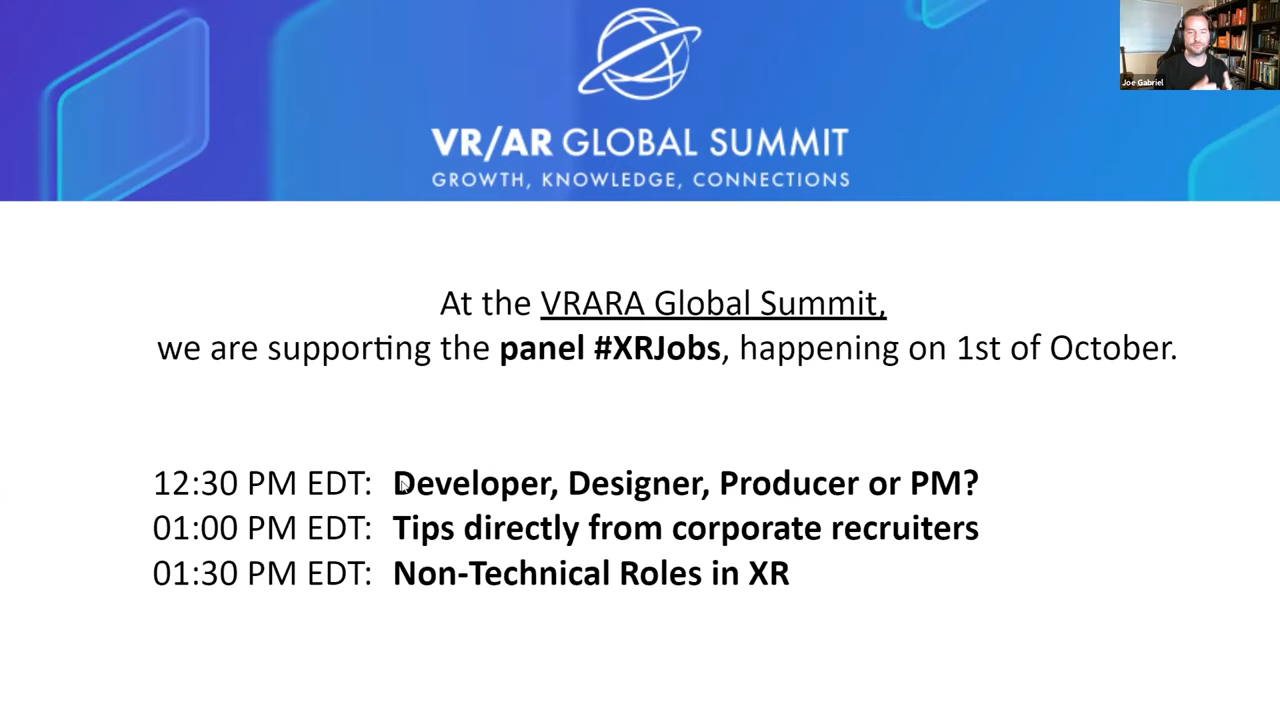 VR/AR GLOBAL SUMMIT
GROWTH, KNOWLEDGE, CONNECTIONS
Joe Gabriel
At the VRARA Global Summit,
we are supporting the panel #XRJobs, happening on 1st of October.
12:30 PM EDT: Developer, Designer, Producer or PM?
01:00 PM EDT: Tips directly from corporate recruiters
01:30 PM EDT: Non-Technical Roles in XR